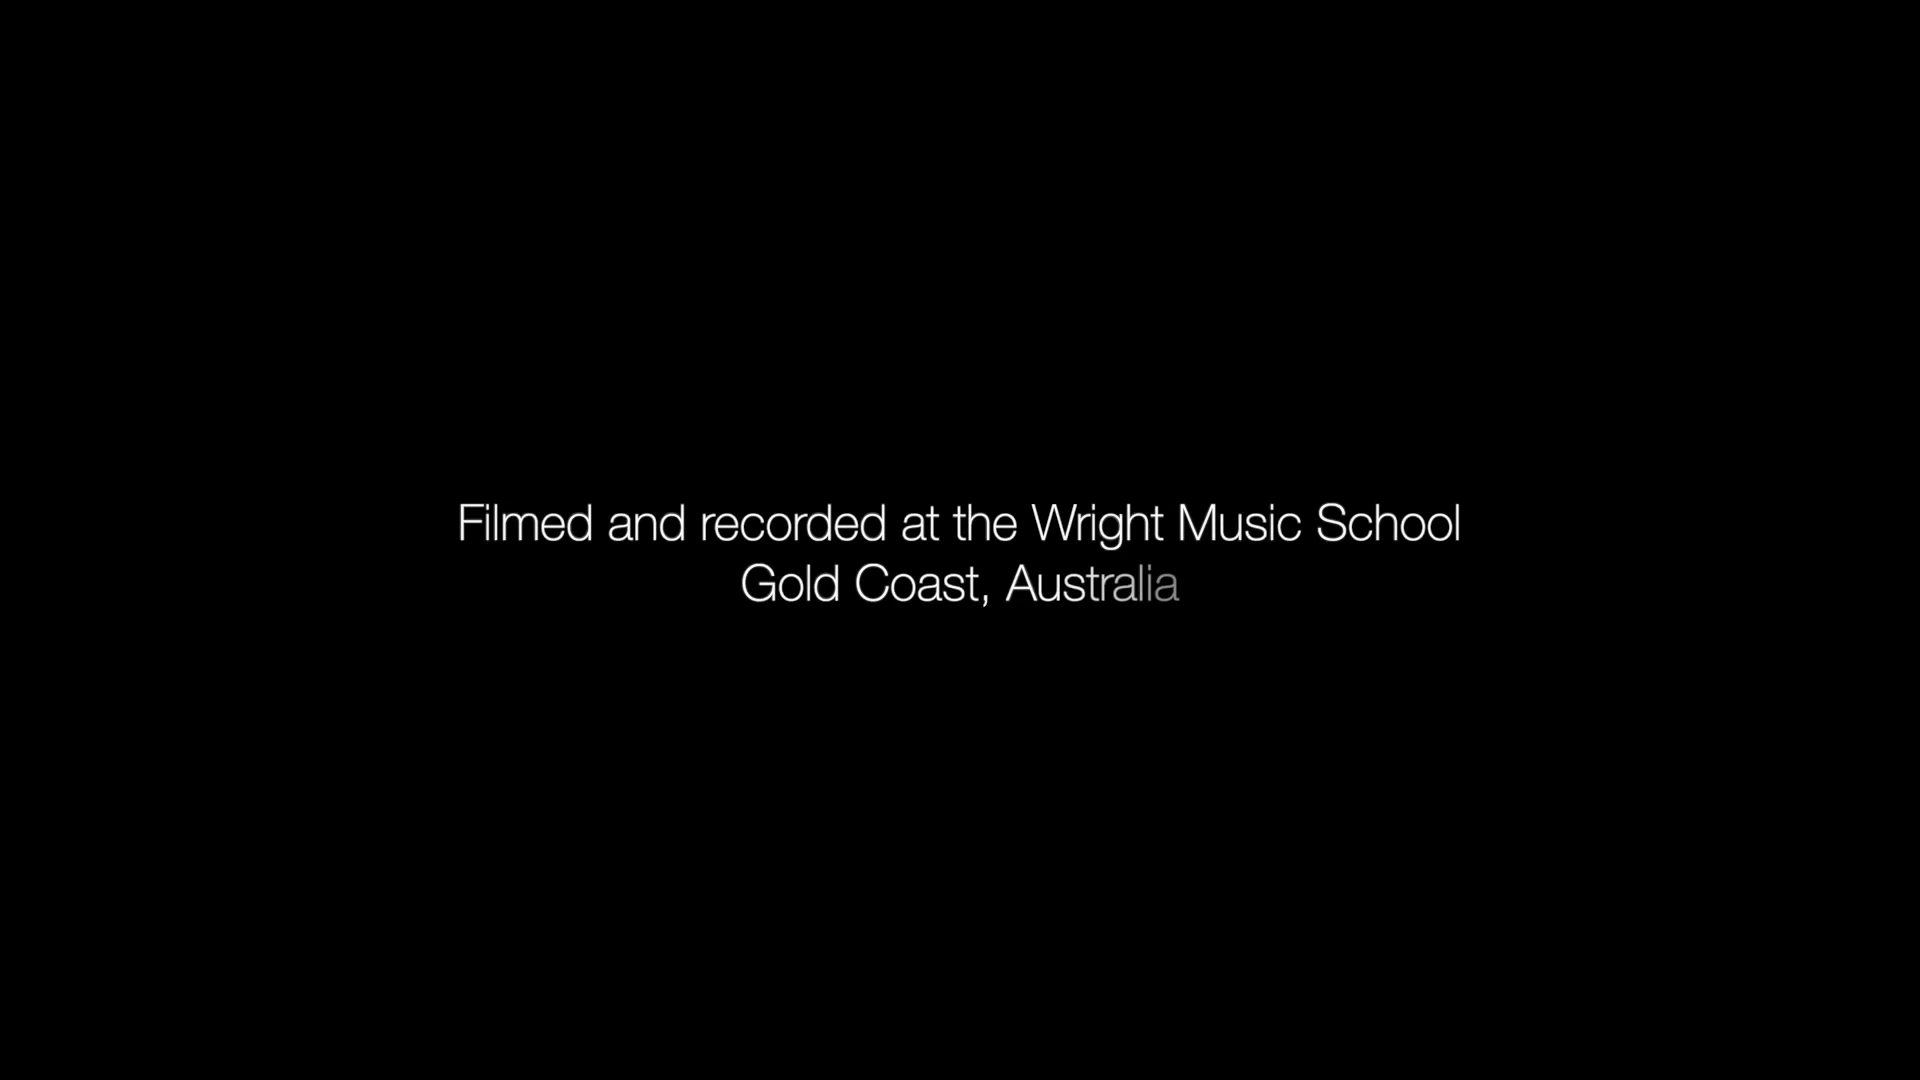 Filmed and recorded at the Wright Music School
Gold Coast, Australia